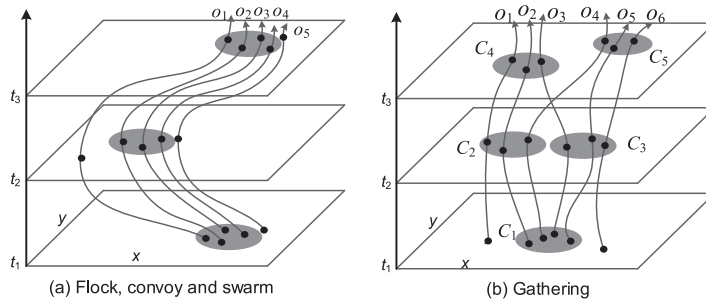 o1 o2 o3 o4
o5
t3
t2
y
x
t1
(a) Flock, convoy and swarm
o1 o2 o3 o4 o5 o6
C4
C5
t3
C2
C3
t2
y
C1
x
t1
(b) Gathering